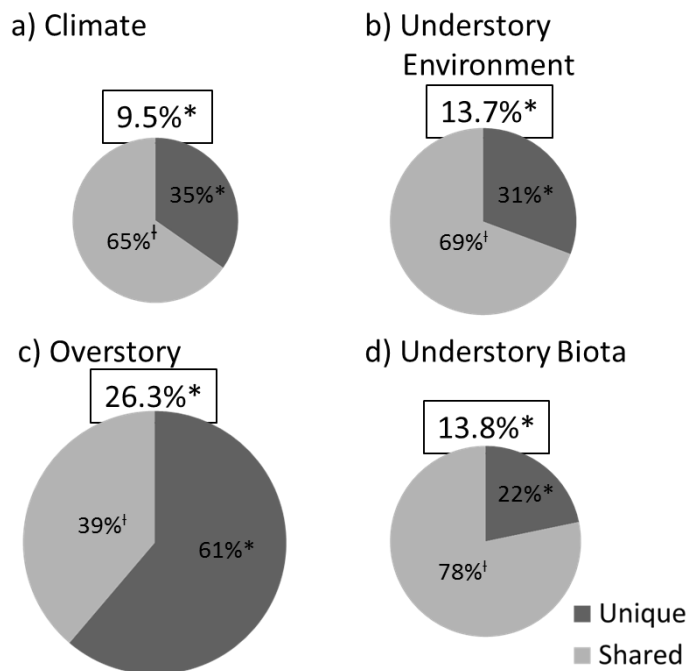 a) Climate
9.5%*
35%*
65%ƚ
b) Understory
Environment
13.7%*
31%*
69%ƚ
c) Overstory
26.3%*
39%ƚ
61%*
d) Understory Biota
13.8%*
22%*
78%ƚ
Unique
Shared